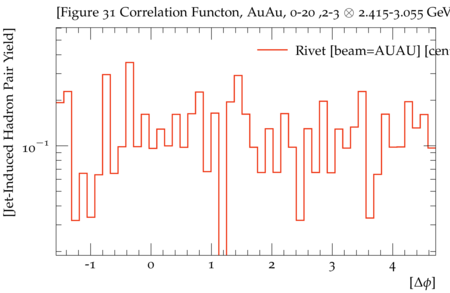 [Figure 31 Correlation Functon, AuAu, 0-20 ,2-3 ⊗ 2.415-3.055 GeV
[Jet-Induced Hadron Pair Yield]
Rivet [beam=AUAU] [cen
10⁻¹
-1 0 1 2 3 4
[Δϕ]